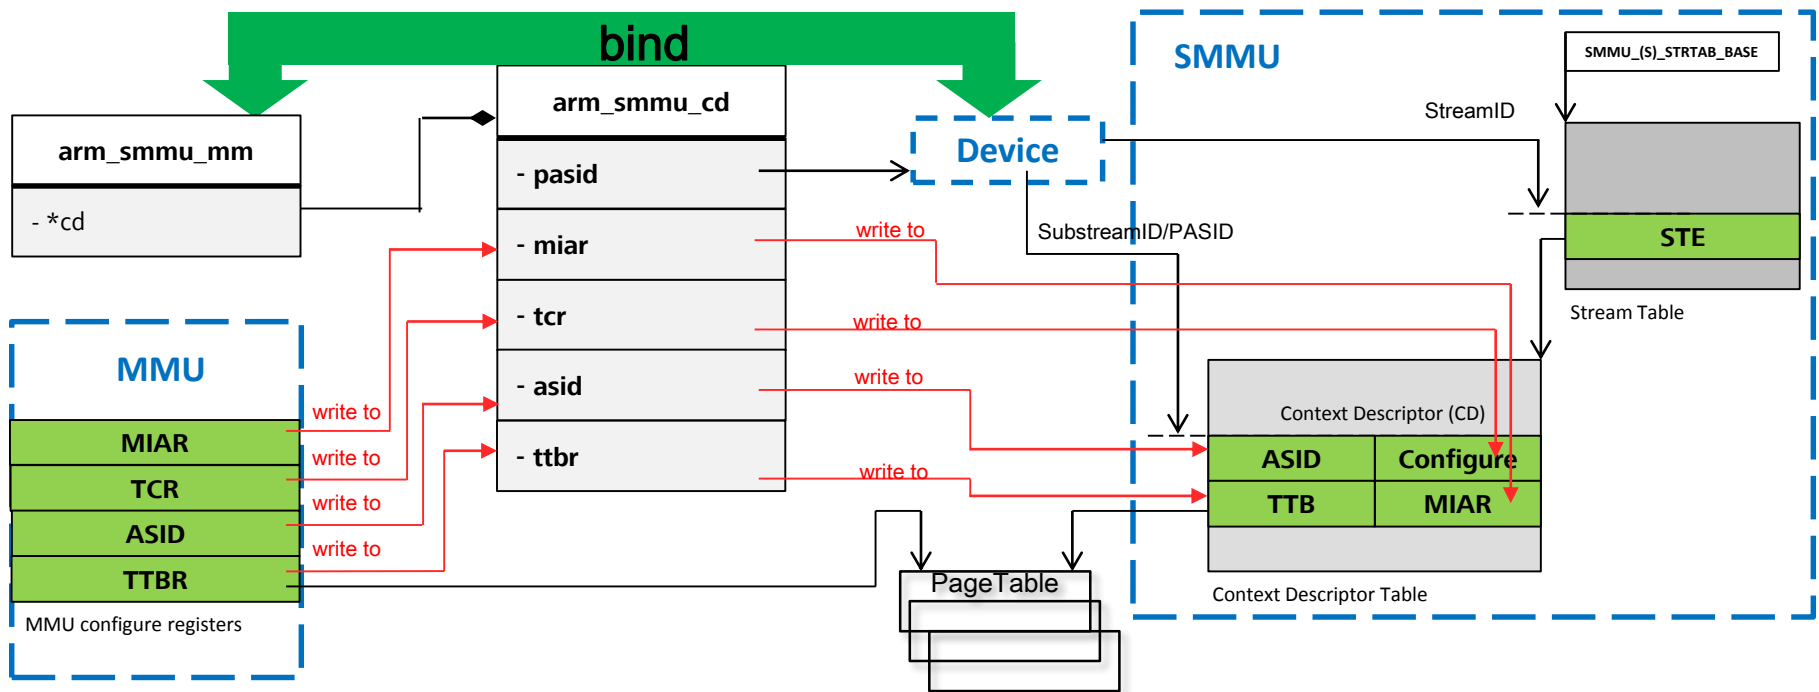 bind
SMMU
SMMU_(S)_STRTAB_BASE
arm_smmu_mm
- *cd
arm_smmu_cd
- pasid
- miar
- tcr
- asid
- ttbr
Device
StreamID
SubstreamID/PASID
STE
Stream Table
MMU
MIAR
TCR
ASID
TTBR
MMU configure registers
write to
write to
write to
write to
write to
write to
write to
write to
Context Descriptor (CD)
ASID Configure
TTB MIAR
Context Descriptor Table
PageTable